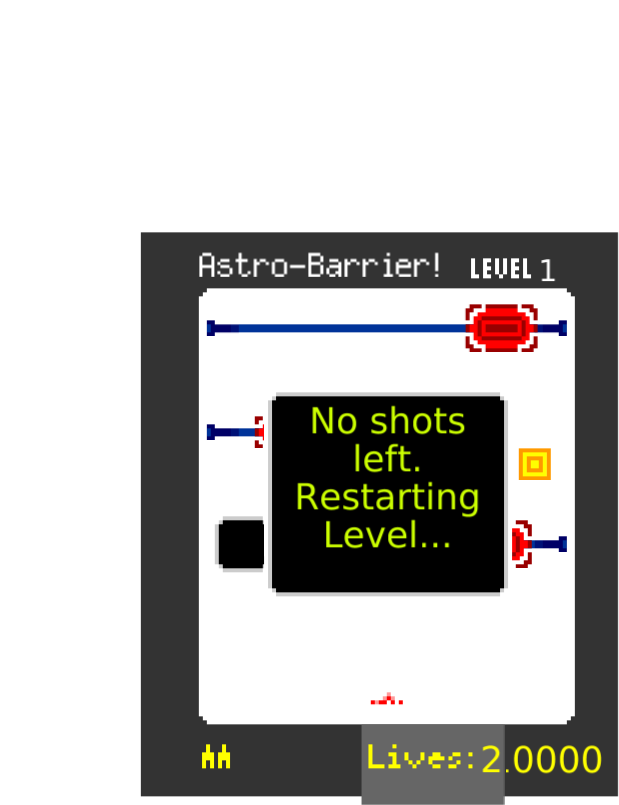 Astro-Barrier! LEVEL 1
No shots
left.
Restarting
Level...
Lives:2.0000